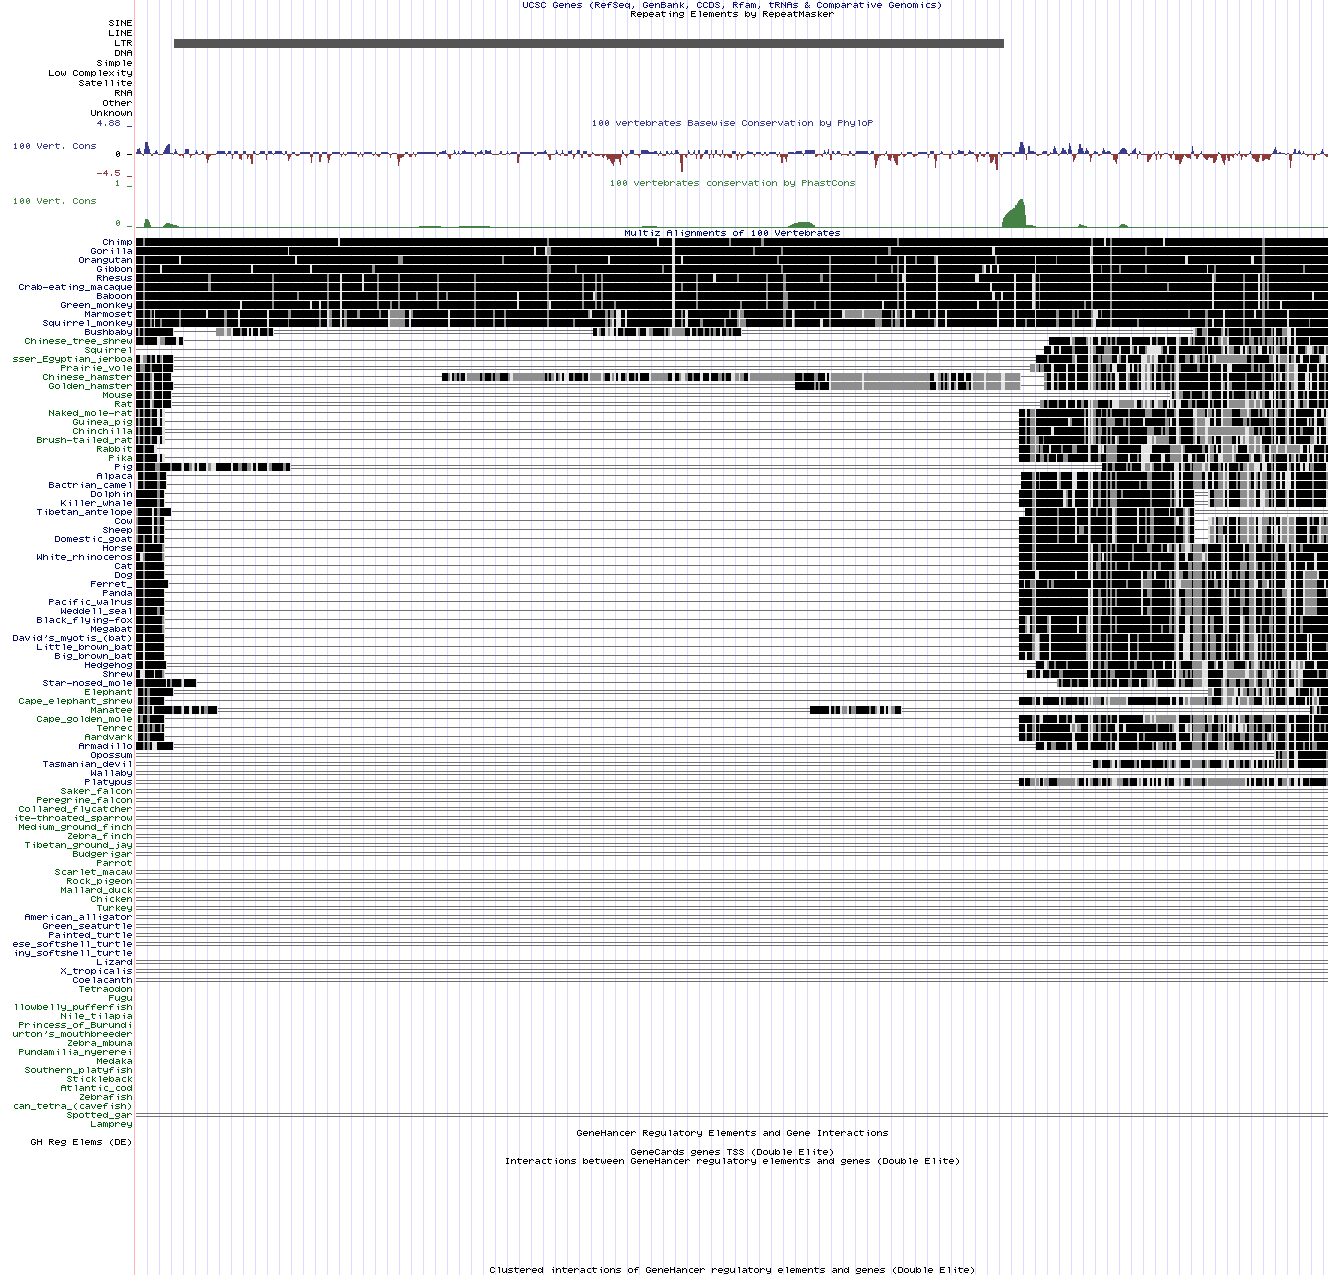 UCSC Genes (RefSeq, GenBank, CCDS, Rfam, tRNAs & Comparative Genomics)
Repeating Elements by RepeatMasker
SINE
LINE
LTR
DNA
Simple
Low Complexity
Satellite
RNA
Other
Unknown
4.88 _
100 vertebrates Basewise Conservation by PhyloP
100 Vert. Cons
0 _
-4.5 _
1 _
100 vertebrates conservation by PhastCons
100 Vert. Cons
0 _
Multiz Alignments of 100 Vertebrates
Chimp
Gorilla
Orangutan
Gibbon
Rhesus
Crab-eating_macaque
Baboon
Green_monkey
Marmoset
Squirrel_monkey
Bushbaby
Chinese_tree_shrew
Squirrel
sser_Egyptian_jerboa
Prairie_vole
Chinese_hamster
Golden_hamster
Mouse
Rat
Naked_mole-rat
Guinea_pig
Chinchilla
Brush-tailed_rat
Rabbit
Pika
Pig
Alpaca
Bactrian_camel
Dolphin
Killer_whale
Tibetan_antelope
Cow
Sheep
Domestic_goat
Horse
White_rhinoceros
Cat
Dog
Ferret_
Panda
Pacific_walrus
Weddell_seal
Black_flying-fox
Megabat
David's_myotis_(bat)
Little_brown_bat
Big_brown_bat
Hedgehog
Shrew
Star-nosed_mole
Elephant
Cape_elephant_shrew
Manatee
Cape_golden_mole
Tenrec
Aardvark
Armadillo
Opossum
Tasmanian_devil
Wallaby
Platypus
Saker_falcon
Peregrine_falcon
Collared_flycatcher
ite-throated_sparrow
Medium_ground_finch
Zebra_finch
Tibetan_ground_jay
Budgerigar
Parrot
Scarlet_macaw
Rock_pigeon
Mallard_duck
Chicken
Turkey
American_alligator
Green_seaturtle
Painted_turtle
ese_softshell_turtle
iny_softshell_turtle
Lizard
X_tropicalis
Coelacanth
Tetraodon
Fugu
llowbelly_pufferfish
Nile_tilapia
Princess_of_Burundi
urton's_mouthbreeder
Zebra_mbuna
Pundamilia_nyererei
Medaka
Southern_platyfish
Stickleback
Atlantic_cod
Zebrafish
can_tetra_(cavefish)
Spotted_gar
Lamprey
GeneHancer Regulatory Elements and Gene Interactions
GH Reg Elems (DE)
GeneCards genes TSS (Double Elite)
Interactions between GeneHancer regulatory elements and genes (Double Elite)
Clustered interactions of GeneHancer regulatory elements and genes (Double Elite)